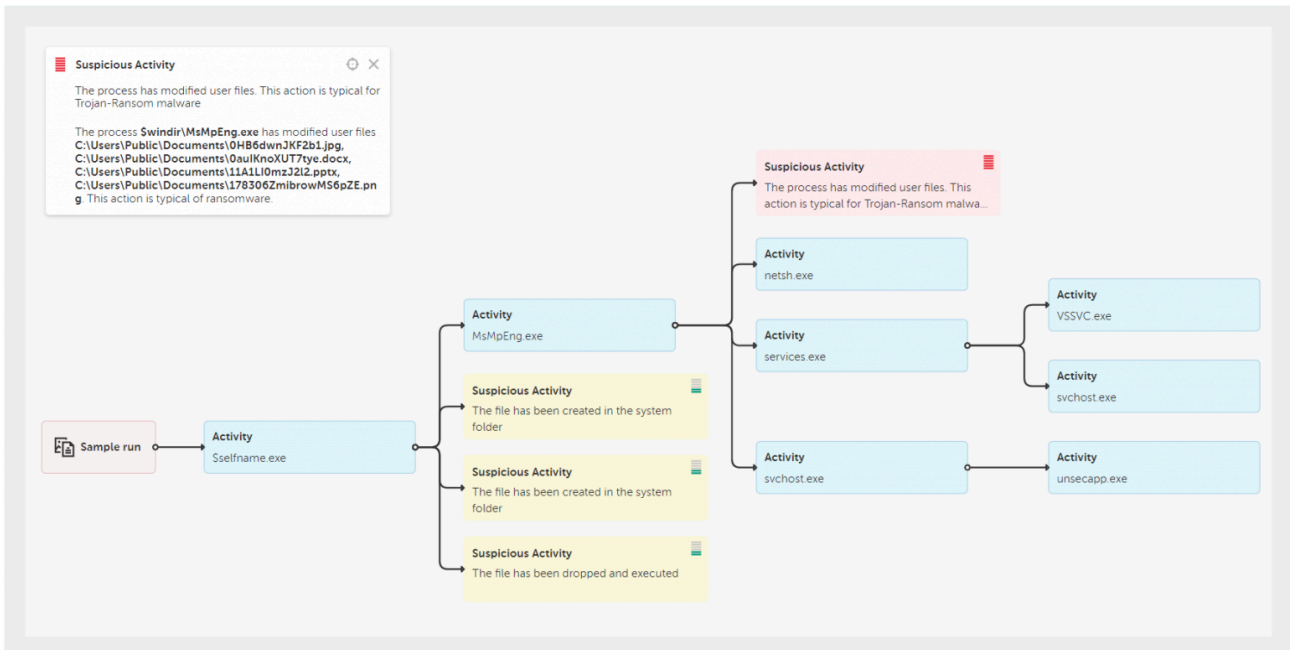 Suspicious Activity
The process has modified user files. This action is typical for
Trojan-Ransom malware
The process $windir\MsMpEng.exe has modified user files
C:\Users\Public\Documents\0HB6dwnJKF2b1.jpg,
C:\Users\Public\Documents\0aulKnoXUT7tye.docx,
C:\Users\Public\Documents\11A1LI0mzJ2l2.pptx,
C:\Users\Public\Documents\178306ZmibrowMS6pZE.pn
g. This action is typical of ransomware.
Sample run
Activity
$selfname.exe
Activity
MsMpEng.exe
Suspicious Activity
The file has been created in the system
folder
Suspicious Activity
The file has been created in the system
folder
Suspicious Activity
The file has been dropped and executed
Suspicious Activity
The process has modified user files. This
action is typical for Trojan-Ransom malwa...
Activity
netsh.exe
Activity
services.exe
Activity
svchost.exe
Activity
VSSVC.exe
Activity
svchost.exe
Activity
unsecapp.exe